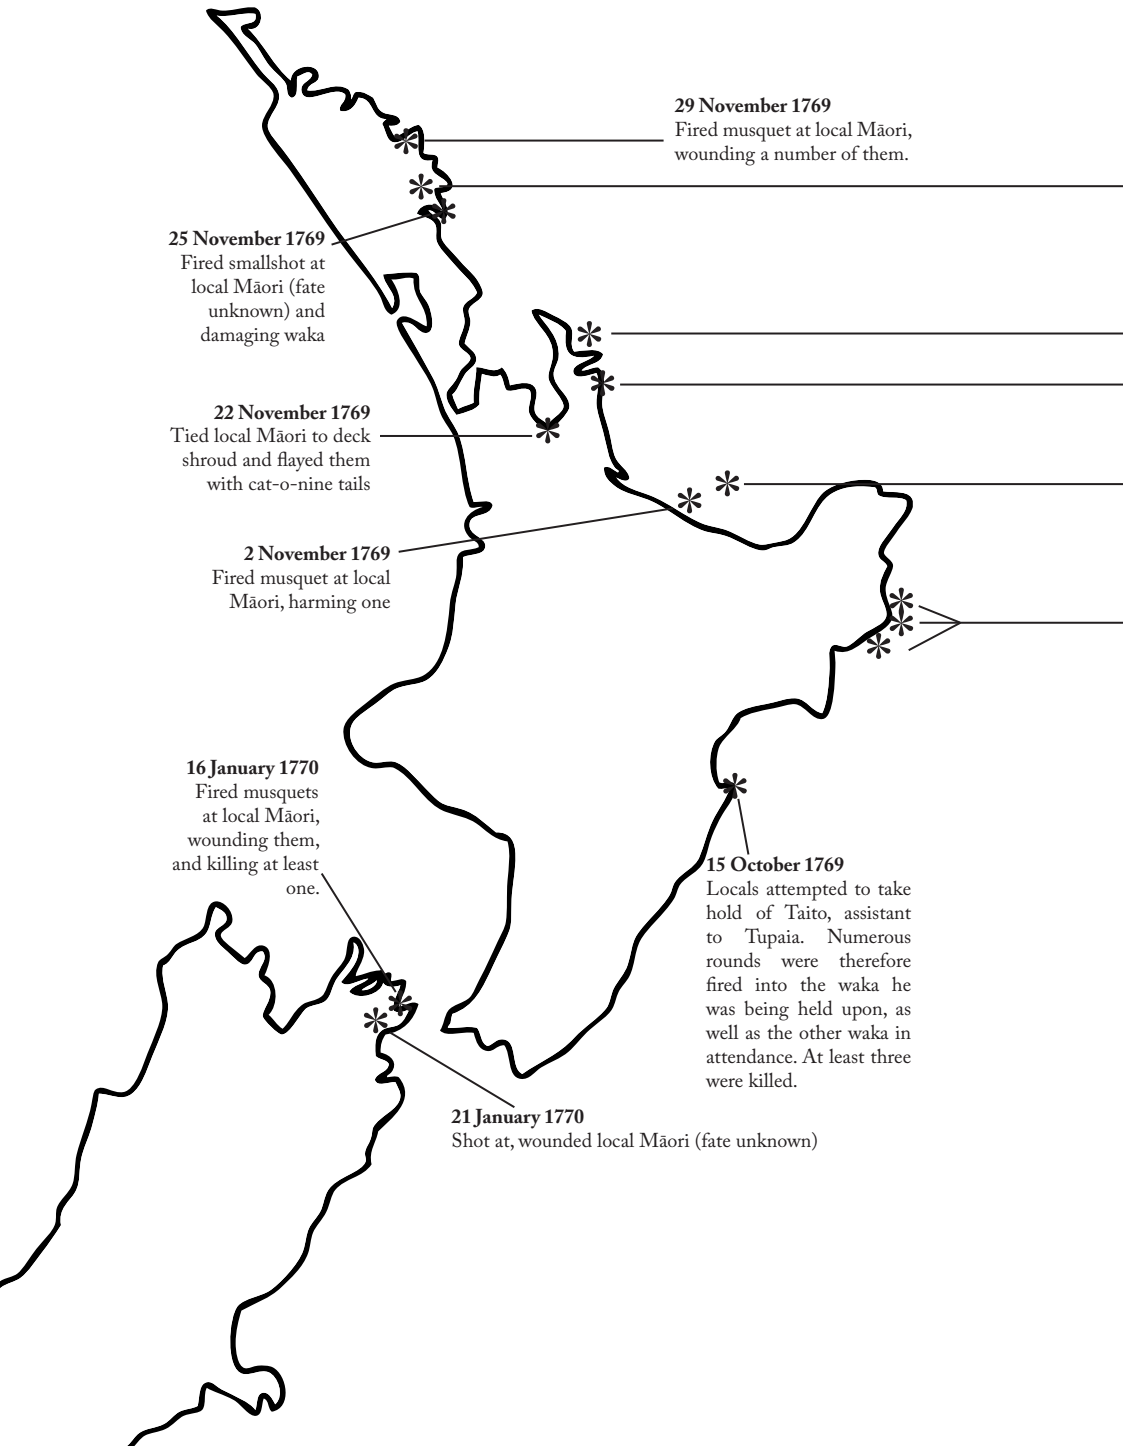 29 November 1769
Fired musquet at local Māori,
wounding a number of them.
25 November 1769
Fired smallshot at
local Māori (fate
unknown) and
damaging waka
22 November 1769
Tied local Māori to deck
shroud and flayed them
with cat-o-nine tails
2 November 1769
Fired musquet at local
Māori, harming one
16 January 1770
Fired musquets
at local Māori,
wounding them,
and killing at least
one.
15 October 1769
Locals attempted to take
hold of Taito, assistant
to Tupaia. Numerous
rounds were therefore
fired into the waka he
was being held upon, as
well as the other waka in
attendance. At least three
were killed.
21 January 1770
Shot at, wounded local Māori (fate unknown)